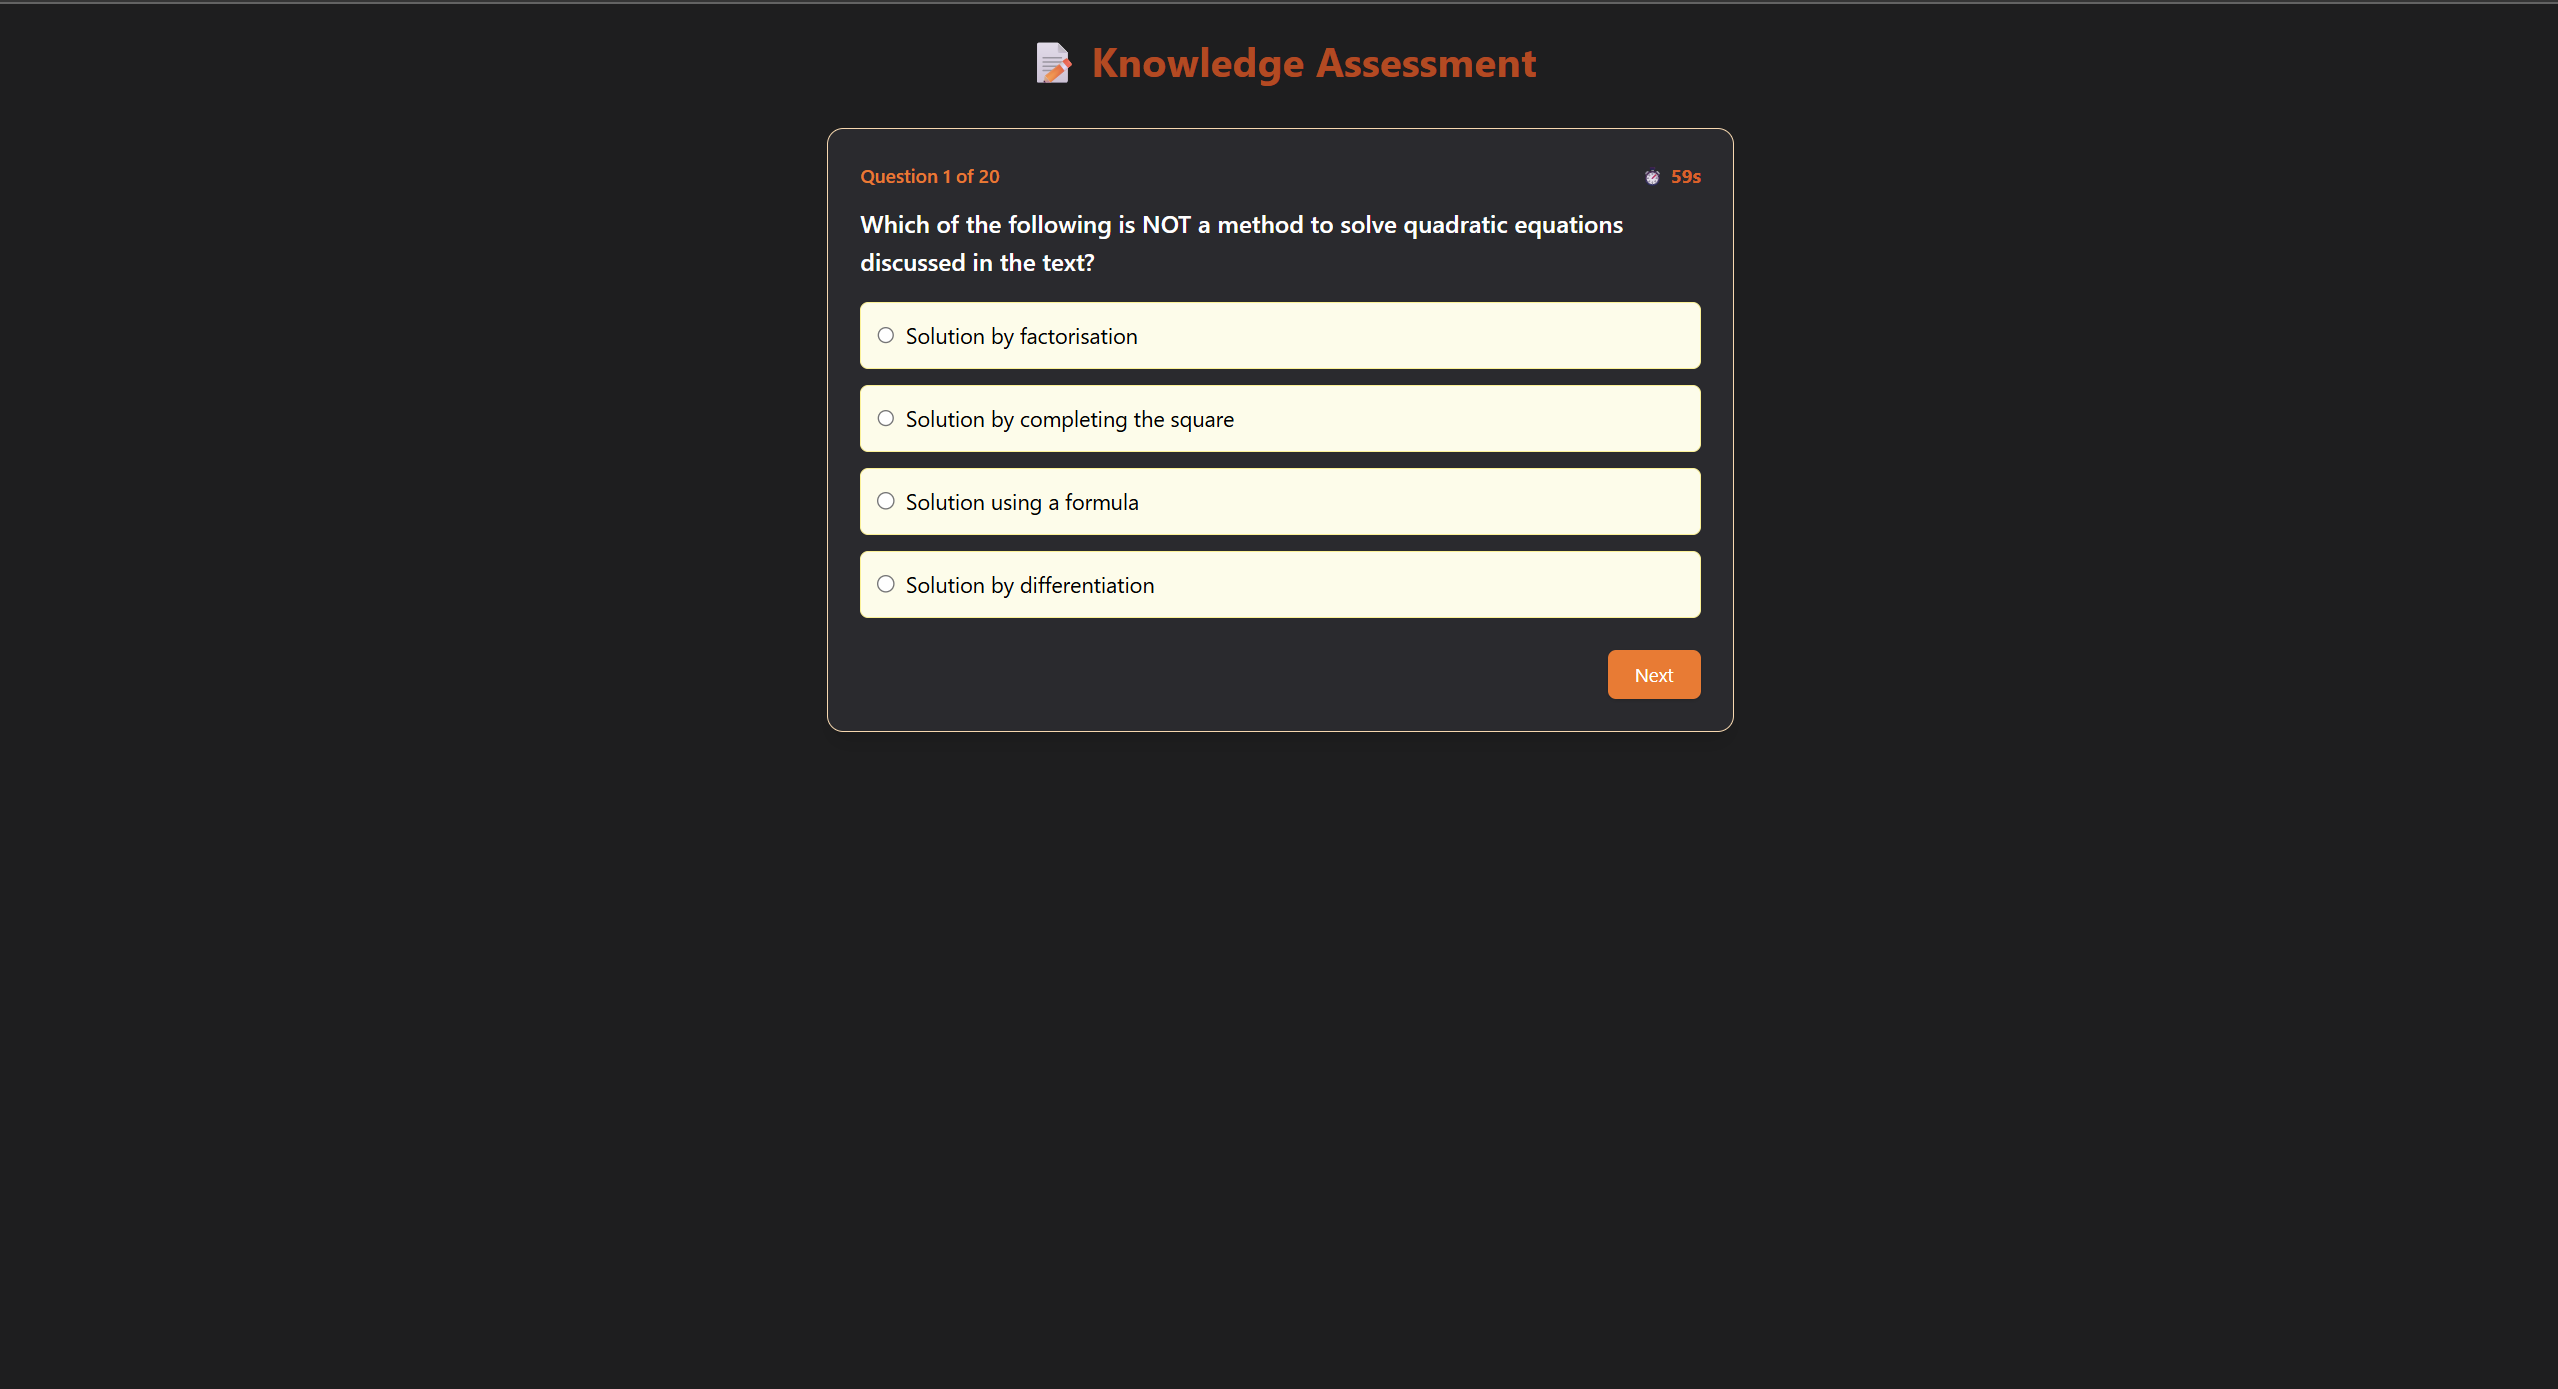 Knowledge Assessment
Question 1 of 20
59s
Which of the following is NOT a method to solve quadratic equations
discussed in the text?
Solution by factorisation
Solution by completing the square
Solution using a formula
Solution by differentiation
Next